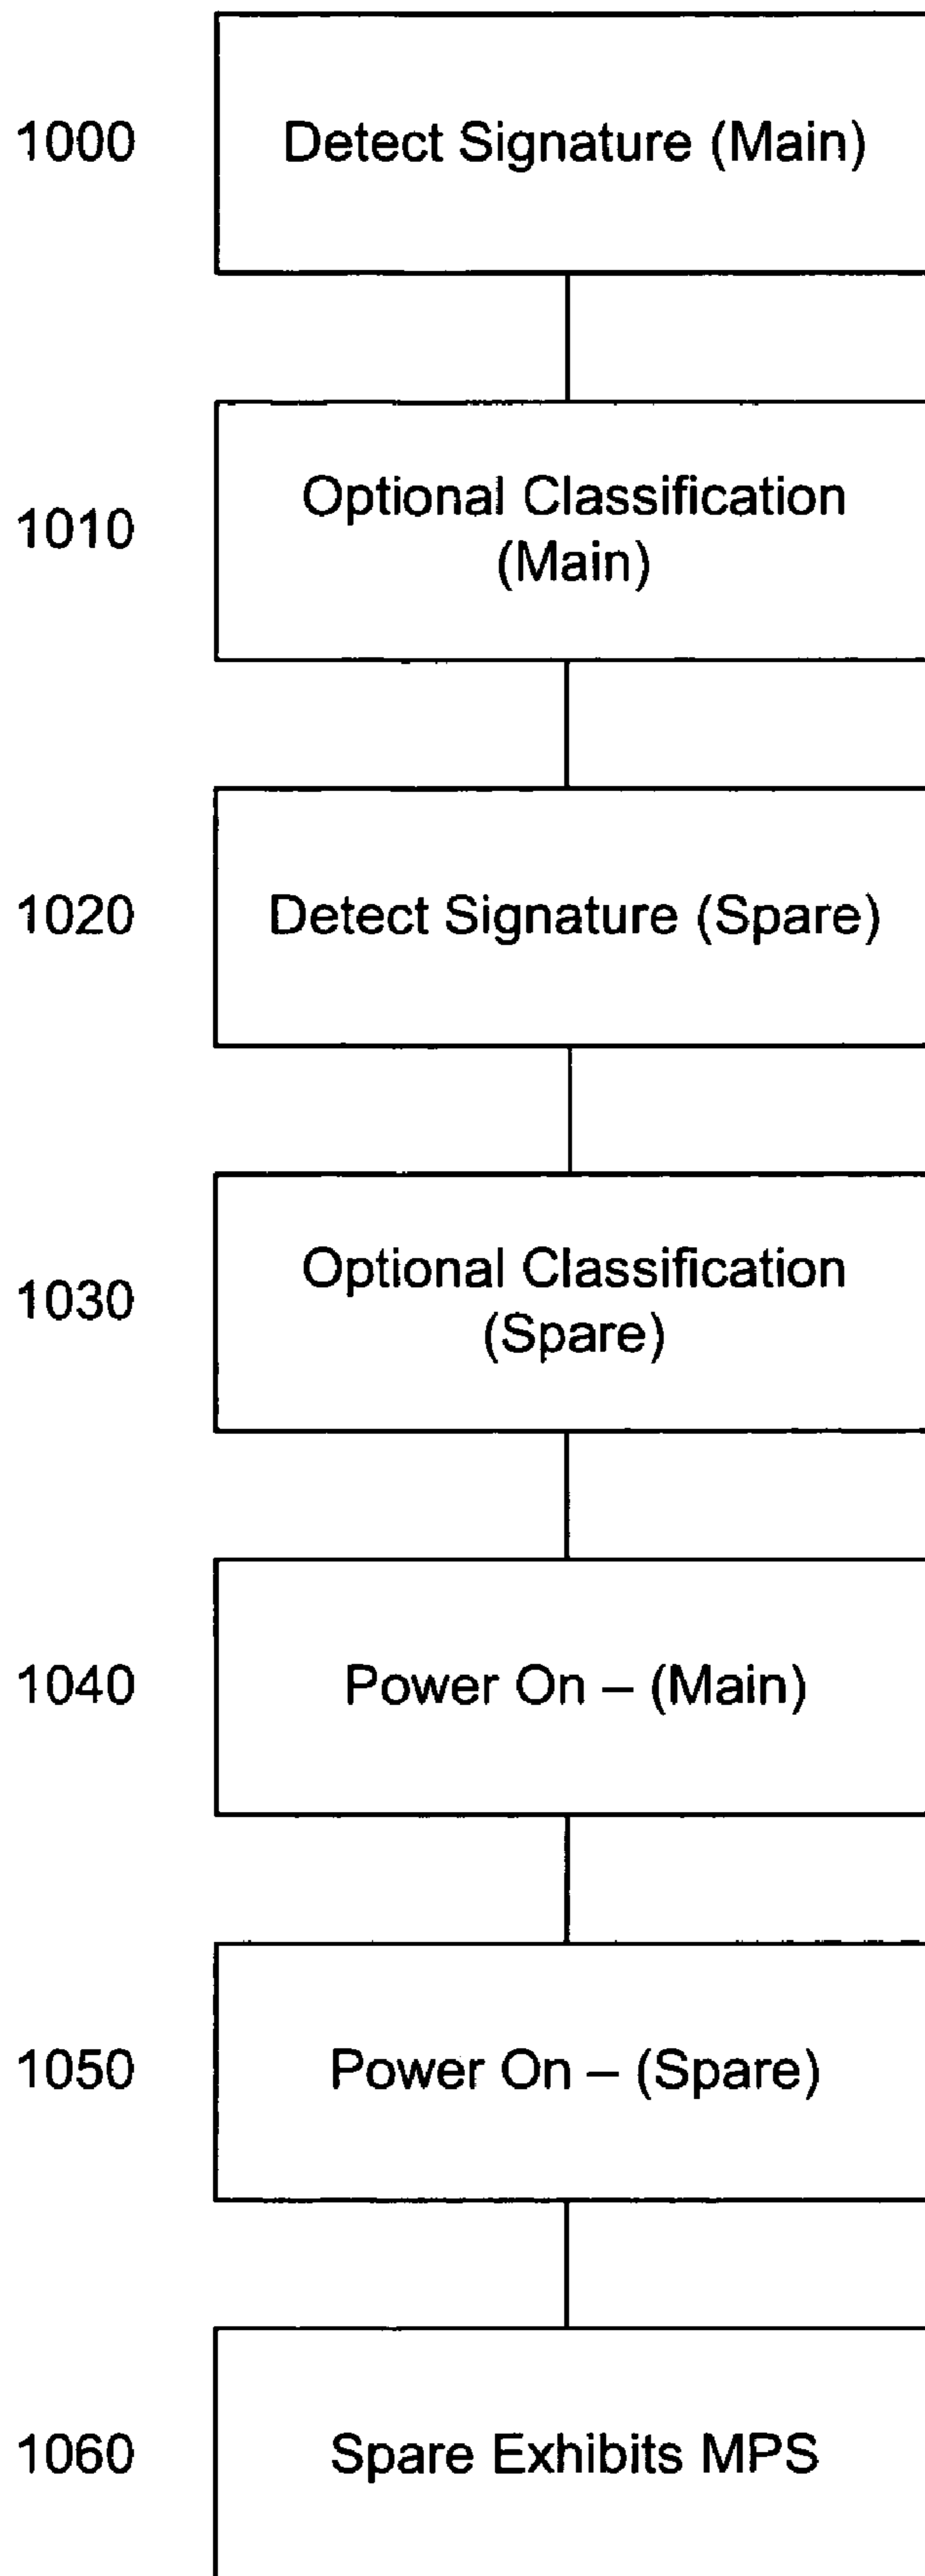 1000
Detect Signature (Main)
1010
Optional Classification
(Main)
1020
Detect Signature (Spare)
1030
Optional Classification
(Spare)
1040
Power On – (Main)
1050
Power On – (Spare)
1060
Spare Exhibits MPS